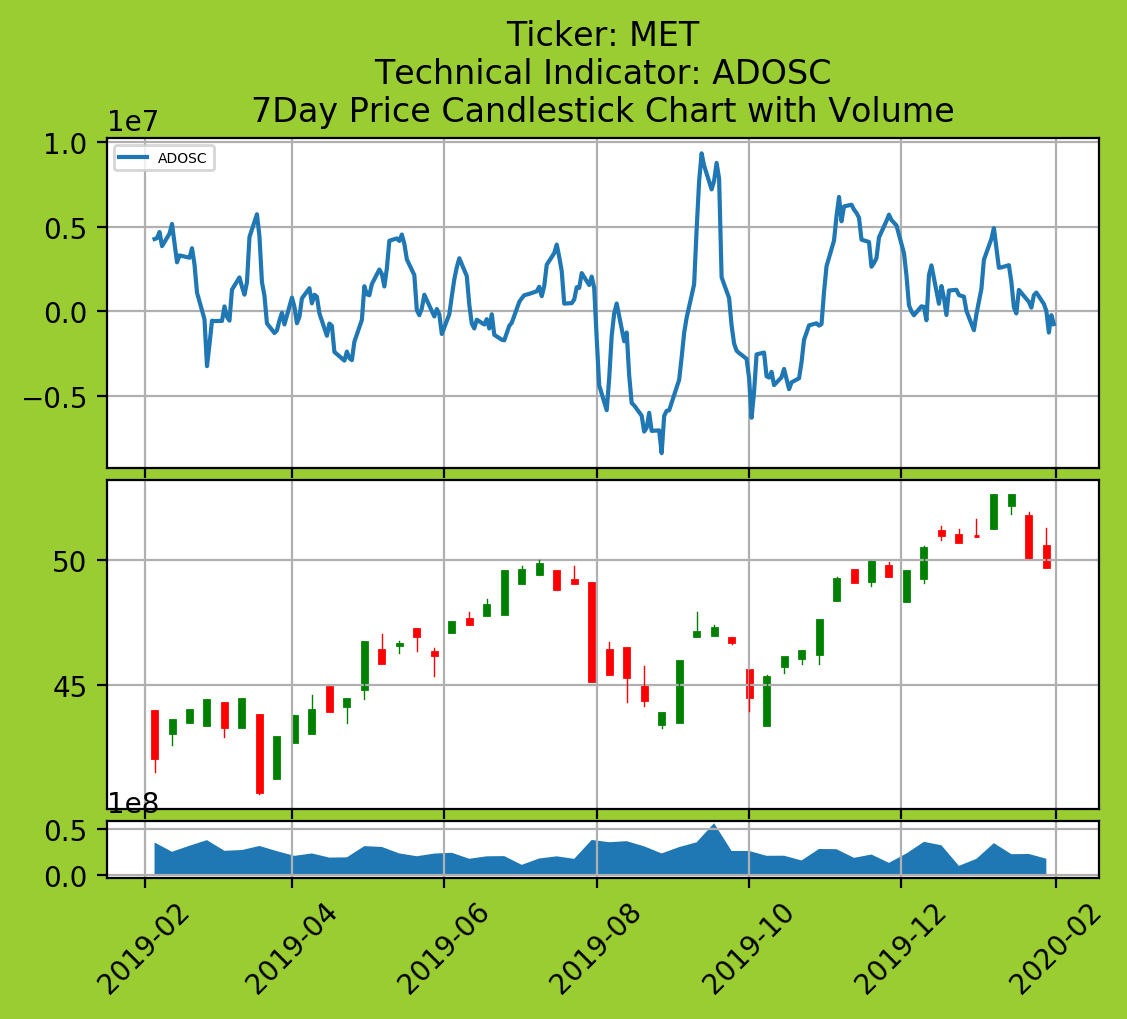 Ticker: MET
Technical Indicator: ADOSC
7Day Price Candlestick Chart with Volume
1e7
1.0
ADOSC
0.5
0.0
−0.5
50
45
1e8
0.5
0.0
2019-02
2019-04
2019-06
2019-08
2019-10
2019-12
2020-02